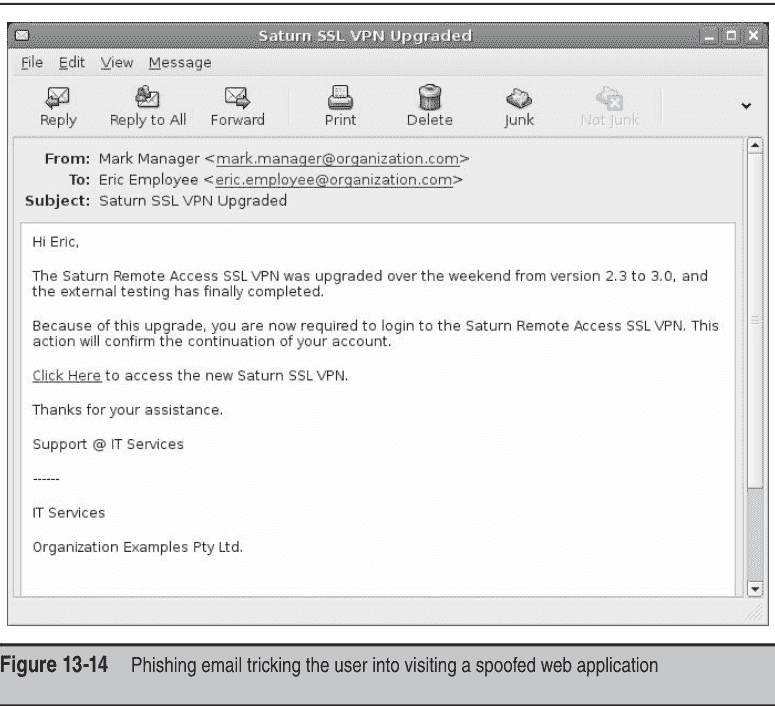 Saturn SSL VPN Upgraded
File Edit View Message
Reply Reply to All Forward Print Delete Junk Not Junk
From: Mark Manager <mark.manager@organization.com>
To: Eric Employee <eric.employee@organization.com>
Subject: Saturn SSL VPN Upgraded
Hi Eric,
The Saturn Remote Access SSL VPN was upgraded over the weekend from version 2.3 to 3.0, and
the external testing has finally completed.
Because of this upgrade, you are now required to login to the Saturn Remote Access SSL VPN. This
action will confirm the continuation of your account.
Click Here to access the new Saturn SSL VPN.
Thanks for your assistance.
Support @ IT Services
------
IT Services
Organization Examples Pty Ltd.
Figure 13-14 Phishing email tricking the user into visiting a spoofed web application